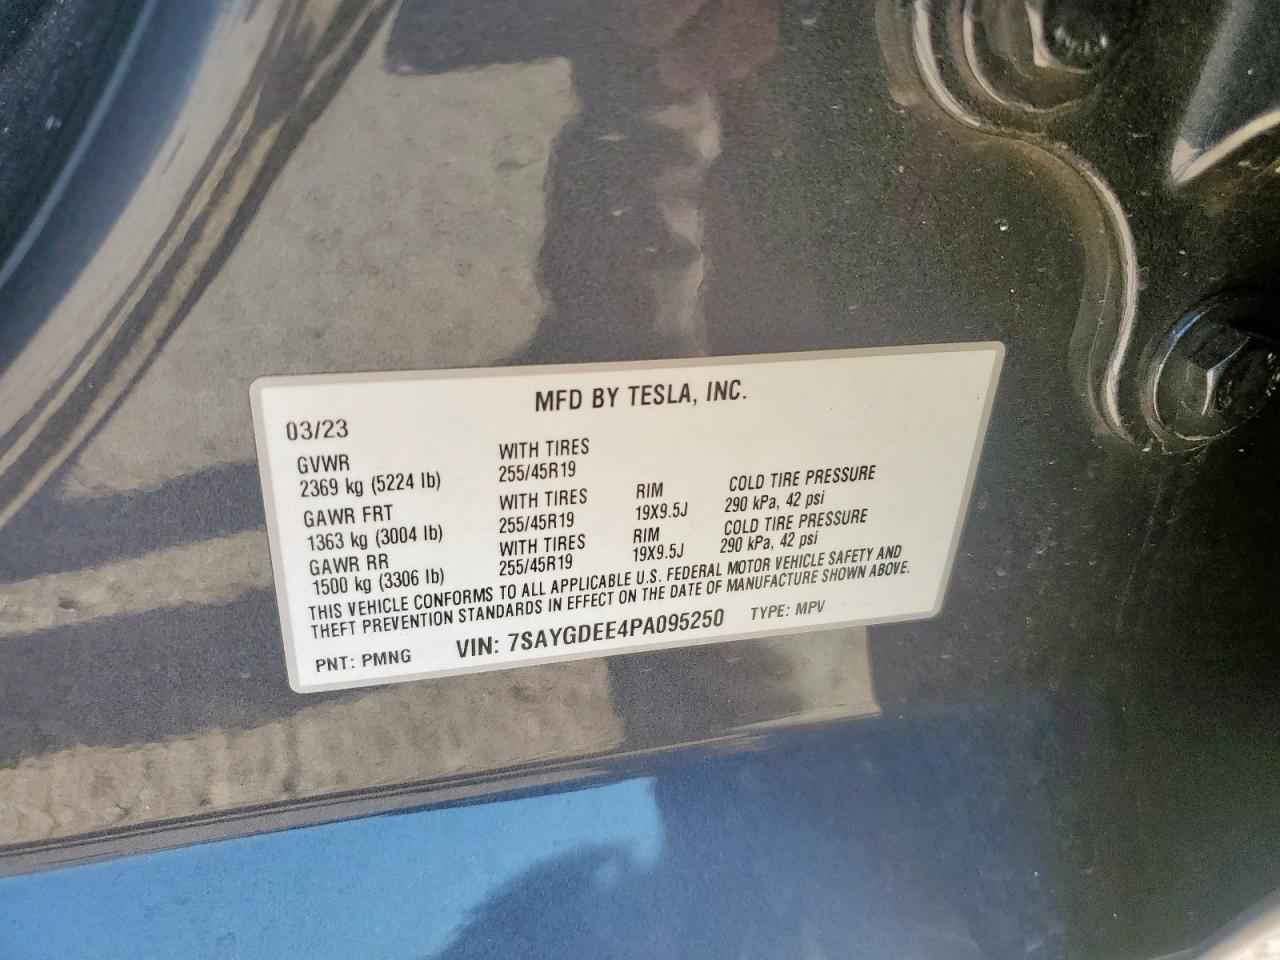 MFD BY TESLA, INC.
03/23
GVWR WITH TIRES
2369 kg (5224 lb) 255/45R19
GAWR FRT WITH TIRES RIM COLD TIRE PRESSURE
1363 kg (3004 lb) 255/45R19 19X9.5J 290 kPa, 42 psi
GAWR RR WITH TIRES RIM COLD TIRE PRESSURE
1500 kg (3306 lb) 255/45R19 19X9.5J 290 kPa, 42 psi
THIS VEHICLE CONFORMS TO ALL APPLICABLE U.S. FEDERAL MOTOR VEHICLE SAFETY AND
THEFT PREVENTION STANDARDS IN EFFECT ON THE DATE OF MANUFACTURE SHOWN ABOVE.
PNT: PMNG VIN: 7SAYGDEE4PA095250 TYPE: MPV